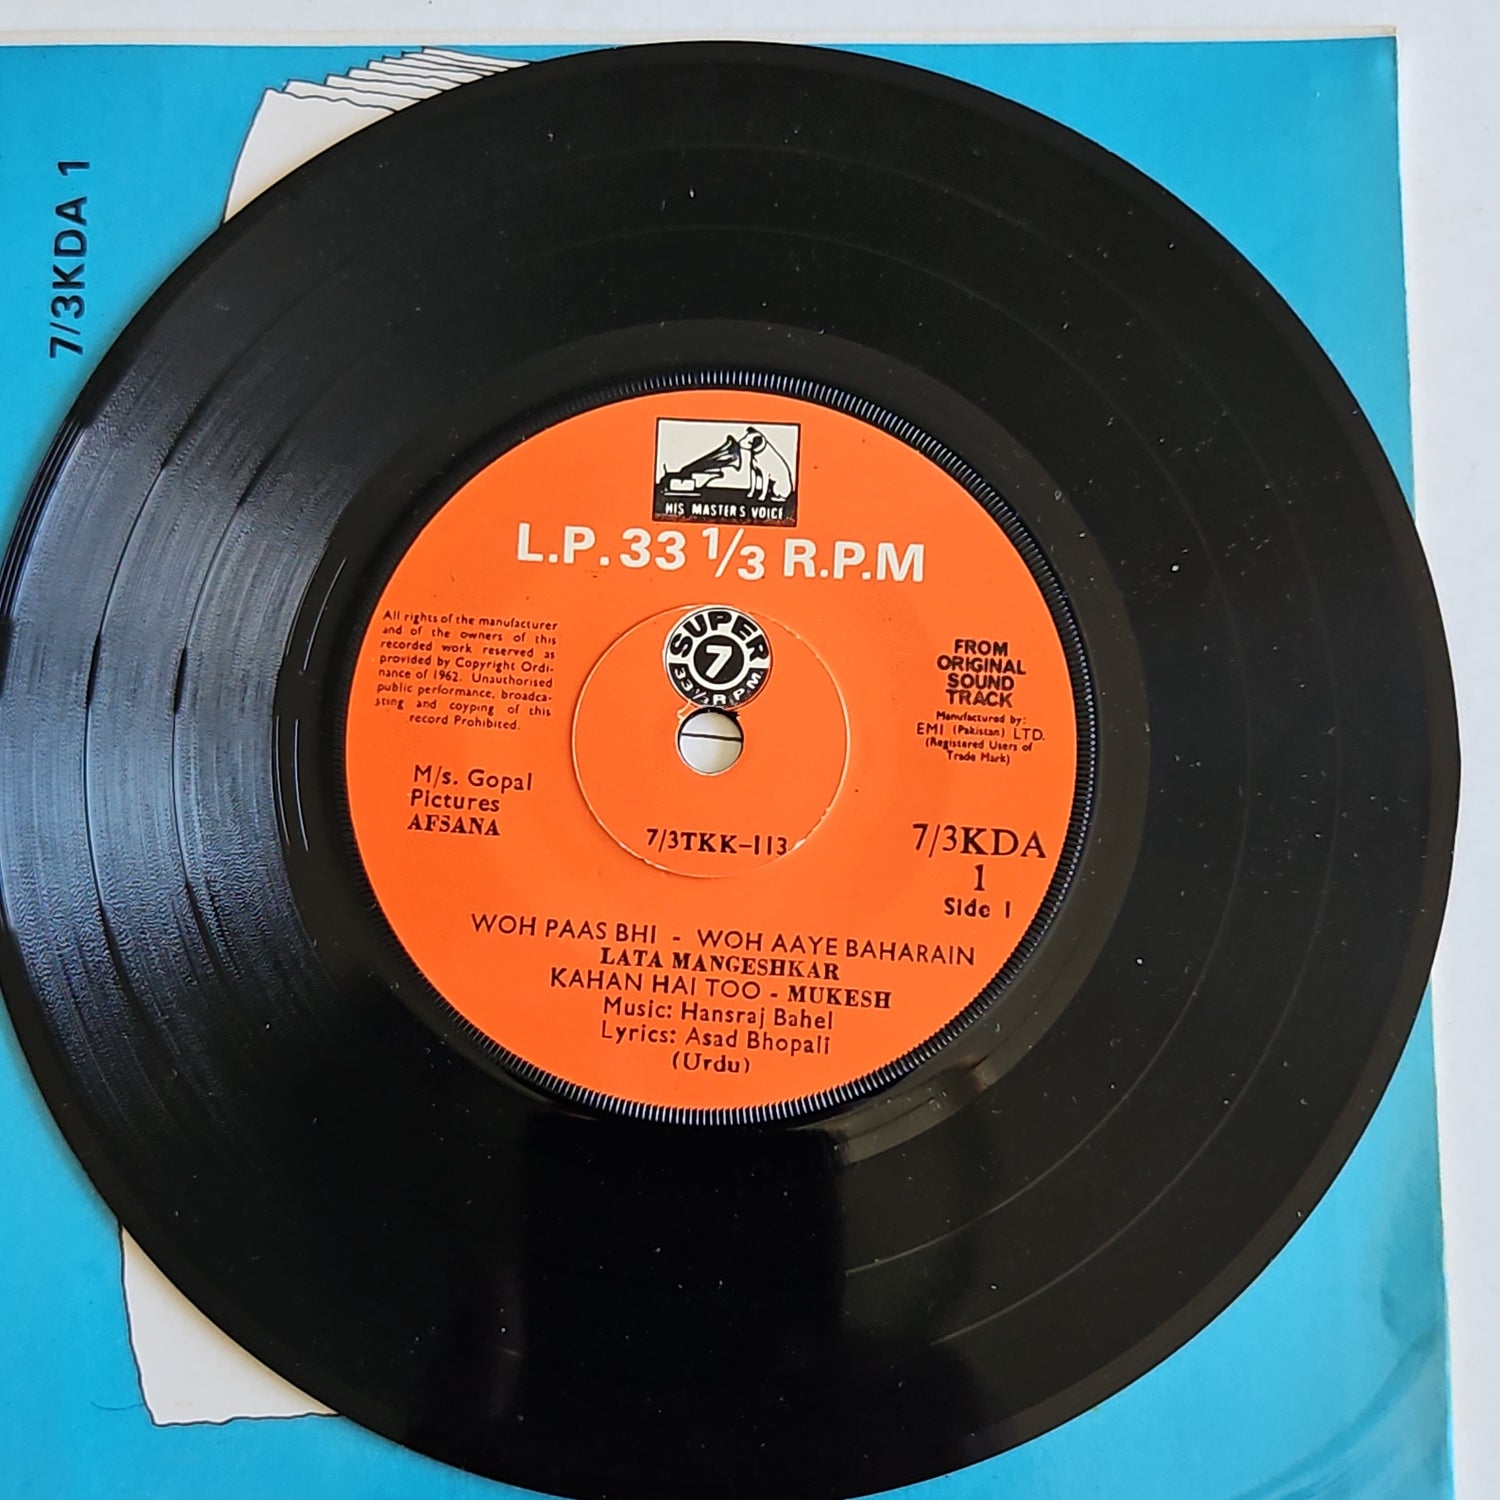 7/3KDA 1
HIS MASTERS VOICE
L.P. 33 1/3 R.P.M
SUPER
7
33 1/3 R.P.M.
All rights of the manufacturer
and of the owners of this
recorded work reserved as
provided by Copyright Ordi-
nance of 1962. Unauthorised
public performance, broadca-
sting and coyping of this
record Prohibited.
FROM
ORIGINAL
SOUND
TRACK
Manufactured by:
EMI (Pakistan) LTD.
(Registered Users of
Trade Mark)
M/s. Gopal
Pictures
AFSANA
7/3TKK-113
7/3KDA
1
Side 1
WOH PAAS BHI - WOH AAYE BAHARAIN
LATA MANGESHKAR
KAHAN HAI TOO - MUKESH
Music: Hansraj Bahel
Lyrics: Asad Bhopali
(Urdu)